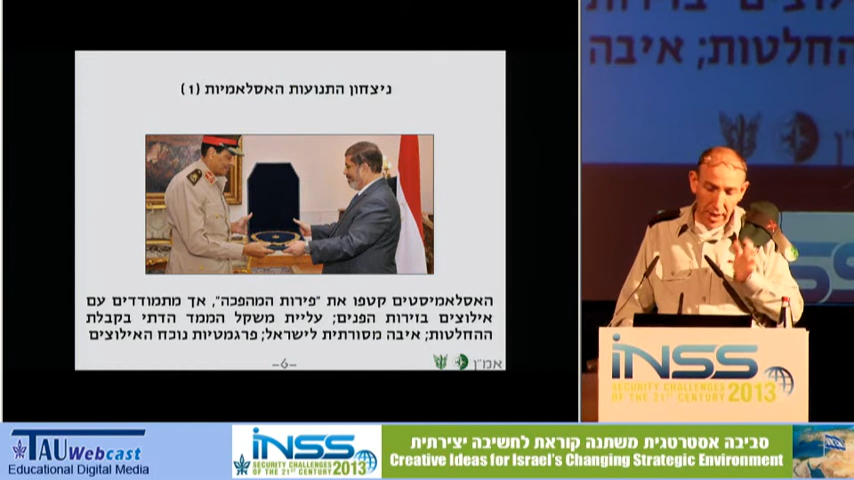 ניצחון התנועות האסלאמיות (1)
האסלאמיסטים קטפו את "פירות המהפכה", אך מתמודדים עם
אילוצים בזירות הפנים; עליית משקל הממד הדתי בקבלת
ההחלטות; איבה מסורתית לישראל; פרגמטיות נוכח האילוצים
-6-
אמ"ן
ההחלטות; איבה
iNSS
SECURITY CHALLENGES
OF THE 21ST CENTURY 2013
TAU Webcast
Educational Digital Media
iNSS
SECURITY CHALLENGES
OF THE 21ST CENTURY 2013
סביבה אסטרטגית משתנה קוראת לחשיבה יצירתית
Creative Ideas for Israel's Changing Strategic Environment